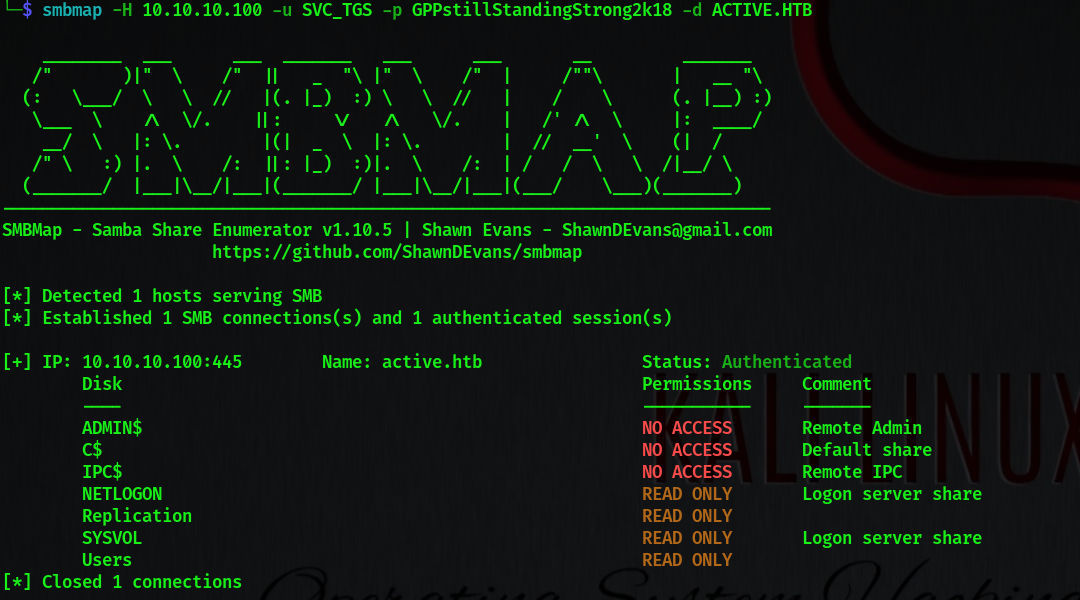 └─$ smbmap -H 10.10.10.100 -u SVC_TGS -p GPPstillStandingStrong2k18 -d ACTIVE.HTB
SMBMAP
SMBMap - Samba Share Enumerator v1.10.5 | Shawn Evans - ShawnDEvans@gmail.com
https://github.com/ShawnDEvans/smbmap
[*] Detected 1 hosts serving SMB
[*] Established 1 SMB connections(s) and 1 authenticated session(s)
[+] IP: 10.10.10.100:445 Name: active.htb Status: Authenticated
Disk Permissions Comment
---- ----------- -------
ADMIN$ NO ACCESS Remote Admin
C$ NO ACCESS Default share
IPC$ NO ACCESS Remote IPC
NETLOGON READ ONLY Logon server share
Replication READ ONLY
SYSVOL READ ONLY Logon server share
Users READ ONLY
[*] Closed 1 connections
KALI LINUX
Operating System Hacking